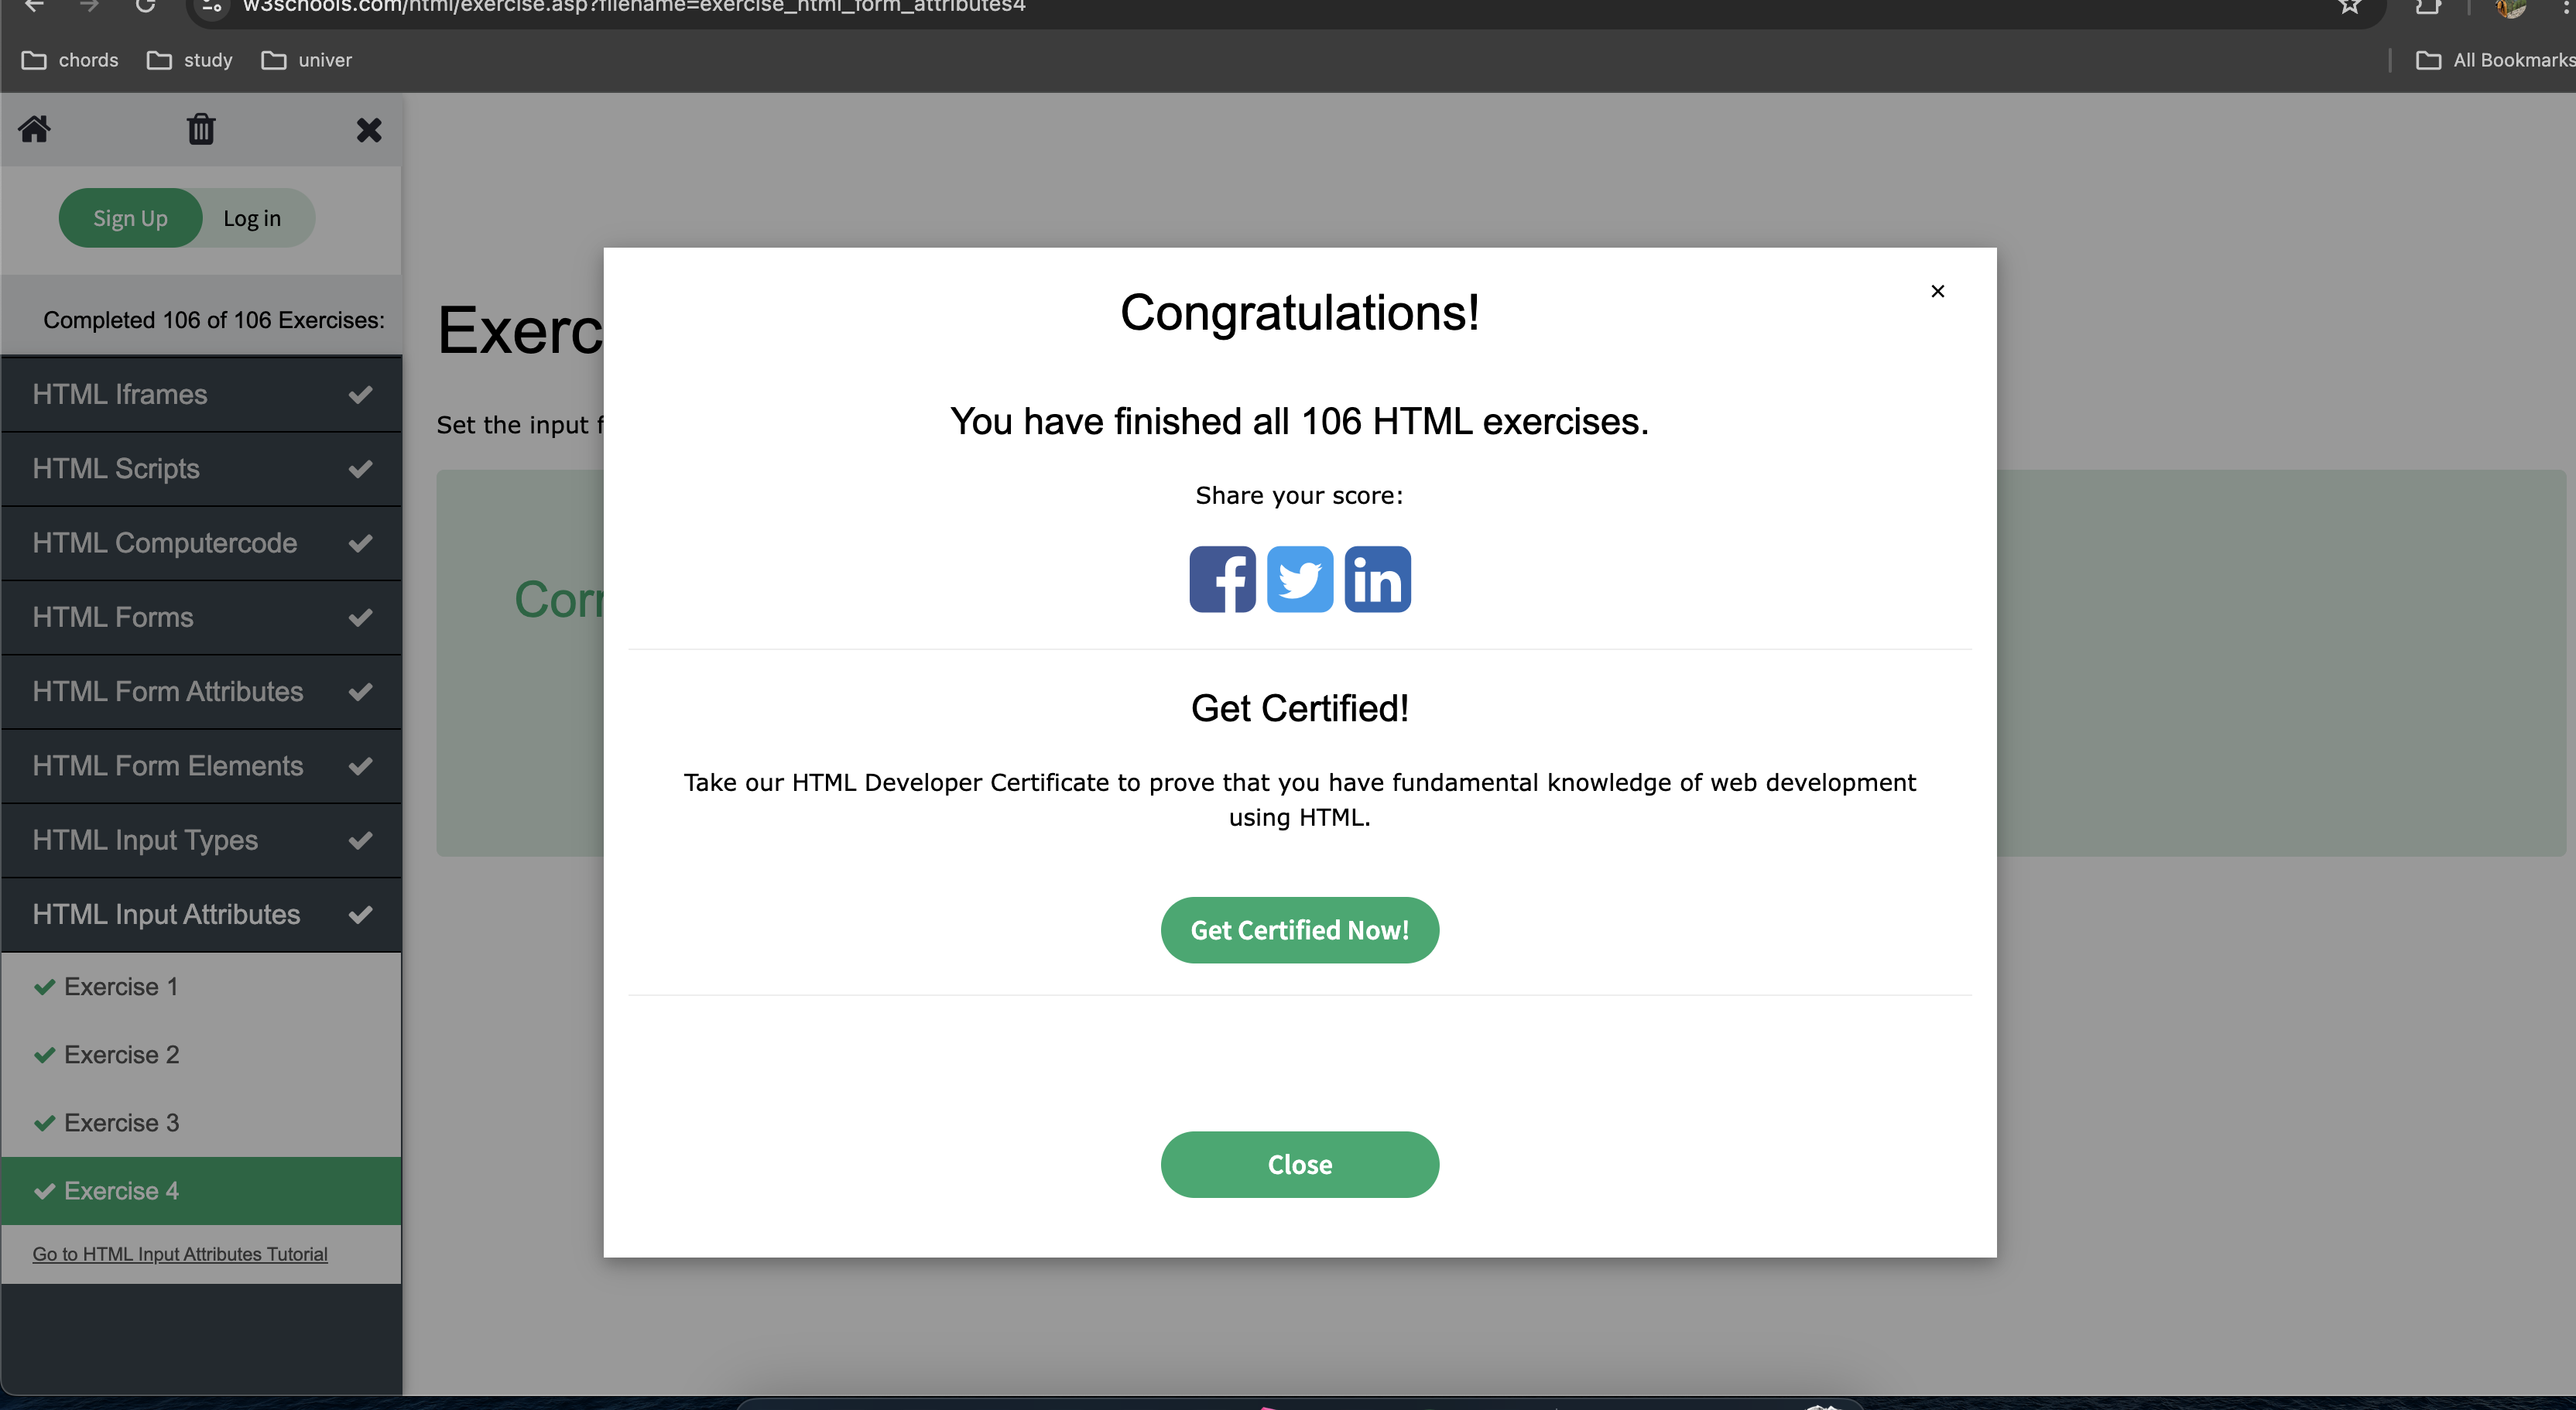 w3schools.com/html/exercise.asp?filename=exercise_html_form_attributes4
chords study univer All Bookmarks
Sign Up Log in
Completed 106 of 106 Exercises:
HTML Iframes
HTML Scripts
HTML Computercode
HTML Forms
HTML Form Attributes
HTML Form Elements
HTML Input Types
HTML Input Attributes
Exercise 1
Exercise 2
Exercise 3
Exercise 4
Go to HTML Input Attributes Tutorial
Exerc
Set the input f
Corr
×
Congratulations!
You have finished all 106 HTML exercises.
Share your score:
f in
Get Certified!
Take our HTML Developer Certificate to prove that you have fundamental knowledge of web development
using HTML.
Get Certified Now!
Close